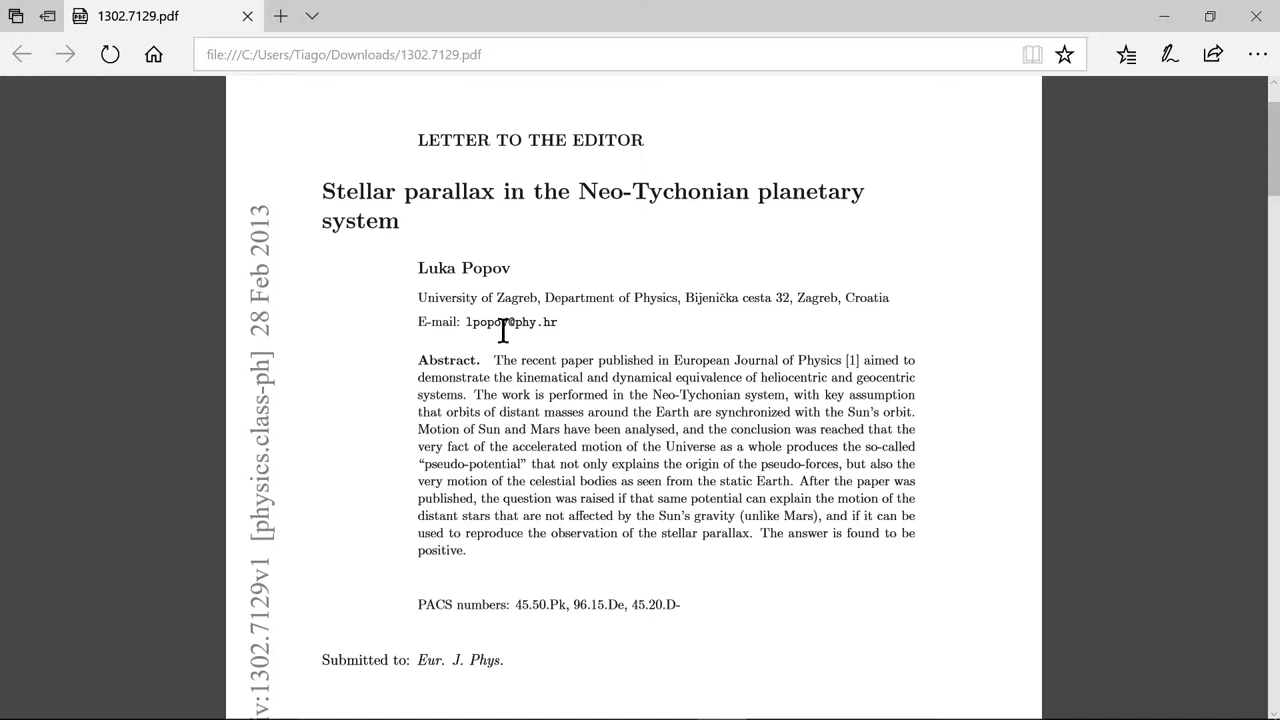 1302.7129.pdf
file:///C:/Users/Tiago/Downloads/1302.7129.pdf
LETTER TO THE EDITOR
Stellar parallax in the Neo-Tychonian planetary
system
Luka Popov
University of Zagreb, Department of Physics, Bijenička cesta 32, Zagreb, Croatia
E-mail: lpopov@phy.hr
Abstract. The recent paper published in European Journal of Physics [1] aimed to
demonstrate the kinematical and dynamical equivalence of heliocentric and geocentric
systems. The work is performed in the Neo-Tychonian system, with key assumption
that orbits of distant masses around the Earth are synchronized with the Sun's orbit.
Motion of Sun and Mars have been analysed, and the conclusion was reached that the
very fact of the accelerated motion of the Universe as a whole produces the so-called
“pseudo-potential” that not only explains the origin of the pseudo-forces, but also the
very motion of the celestial bodies as seen from the static Earth. After the paper was
published, the question was raised if that same potential can explain the motion of the
distant stars that are not affected by the Sun's gravity (unlike Mars), and if it can be
used to reproduce the observation of the stellar parallax. The answer is found to be
positive.
PACS numbers: 45.50.Pk, 96.15.De, 45.20.D-
Submitted to: Eur. J. Phys.
iv:1302.7129v1 [physics.class-ph] 28 Feb 2013